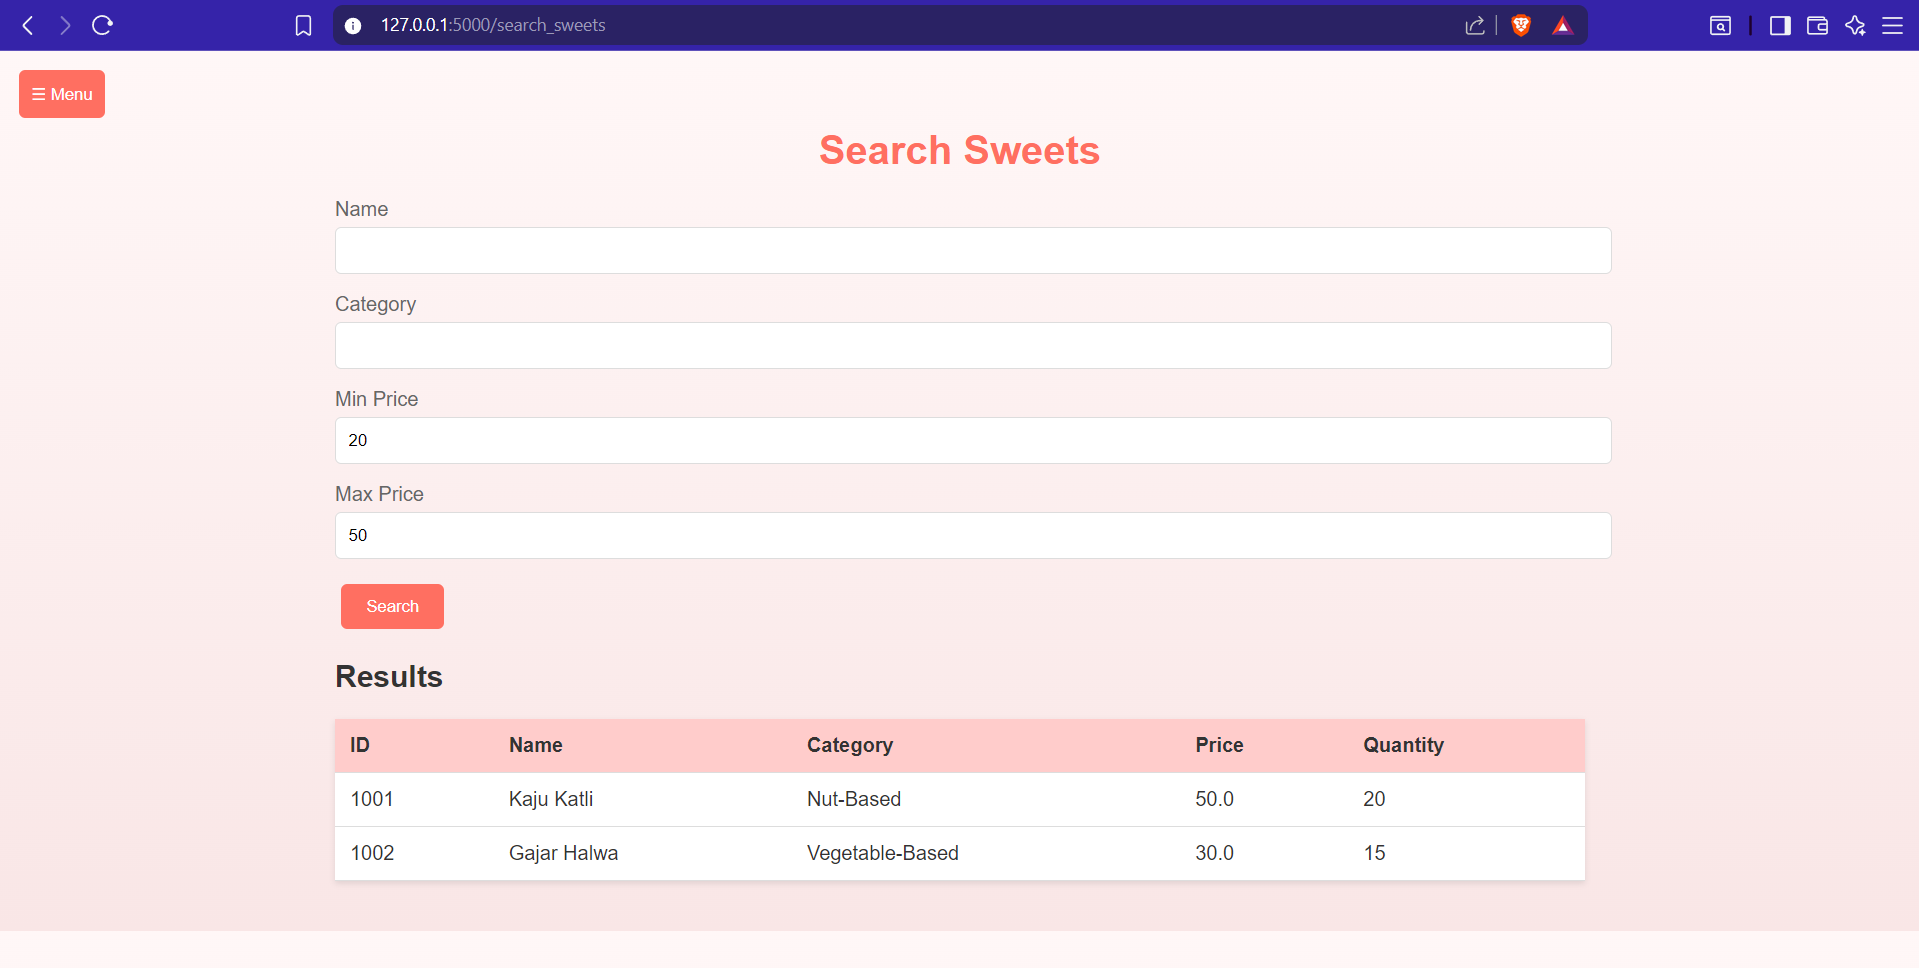 127.0.0.1:5000/search_sweets
☰ Menu
Search Sweets
Name
Category
Min Price
20
Max Price
50
Search
Results
ID Name Category Price Quantity
1001 Kaju Katli Nut-Based 50.0 20
1002 Gajar Halwa Vegetable-Based 30.0 15